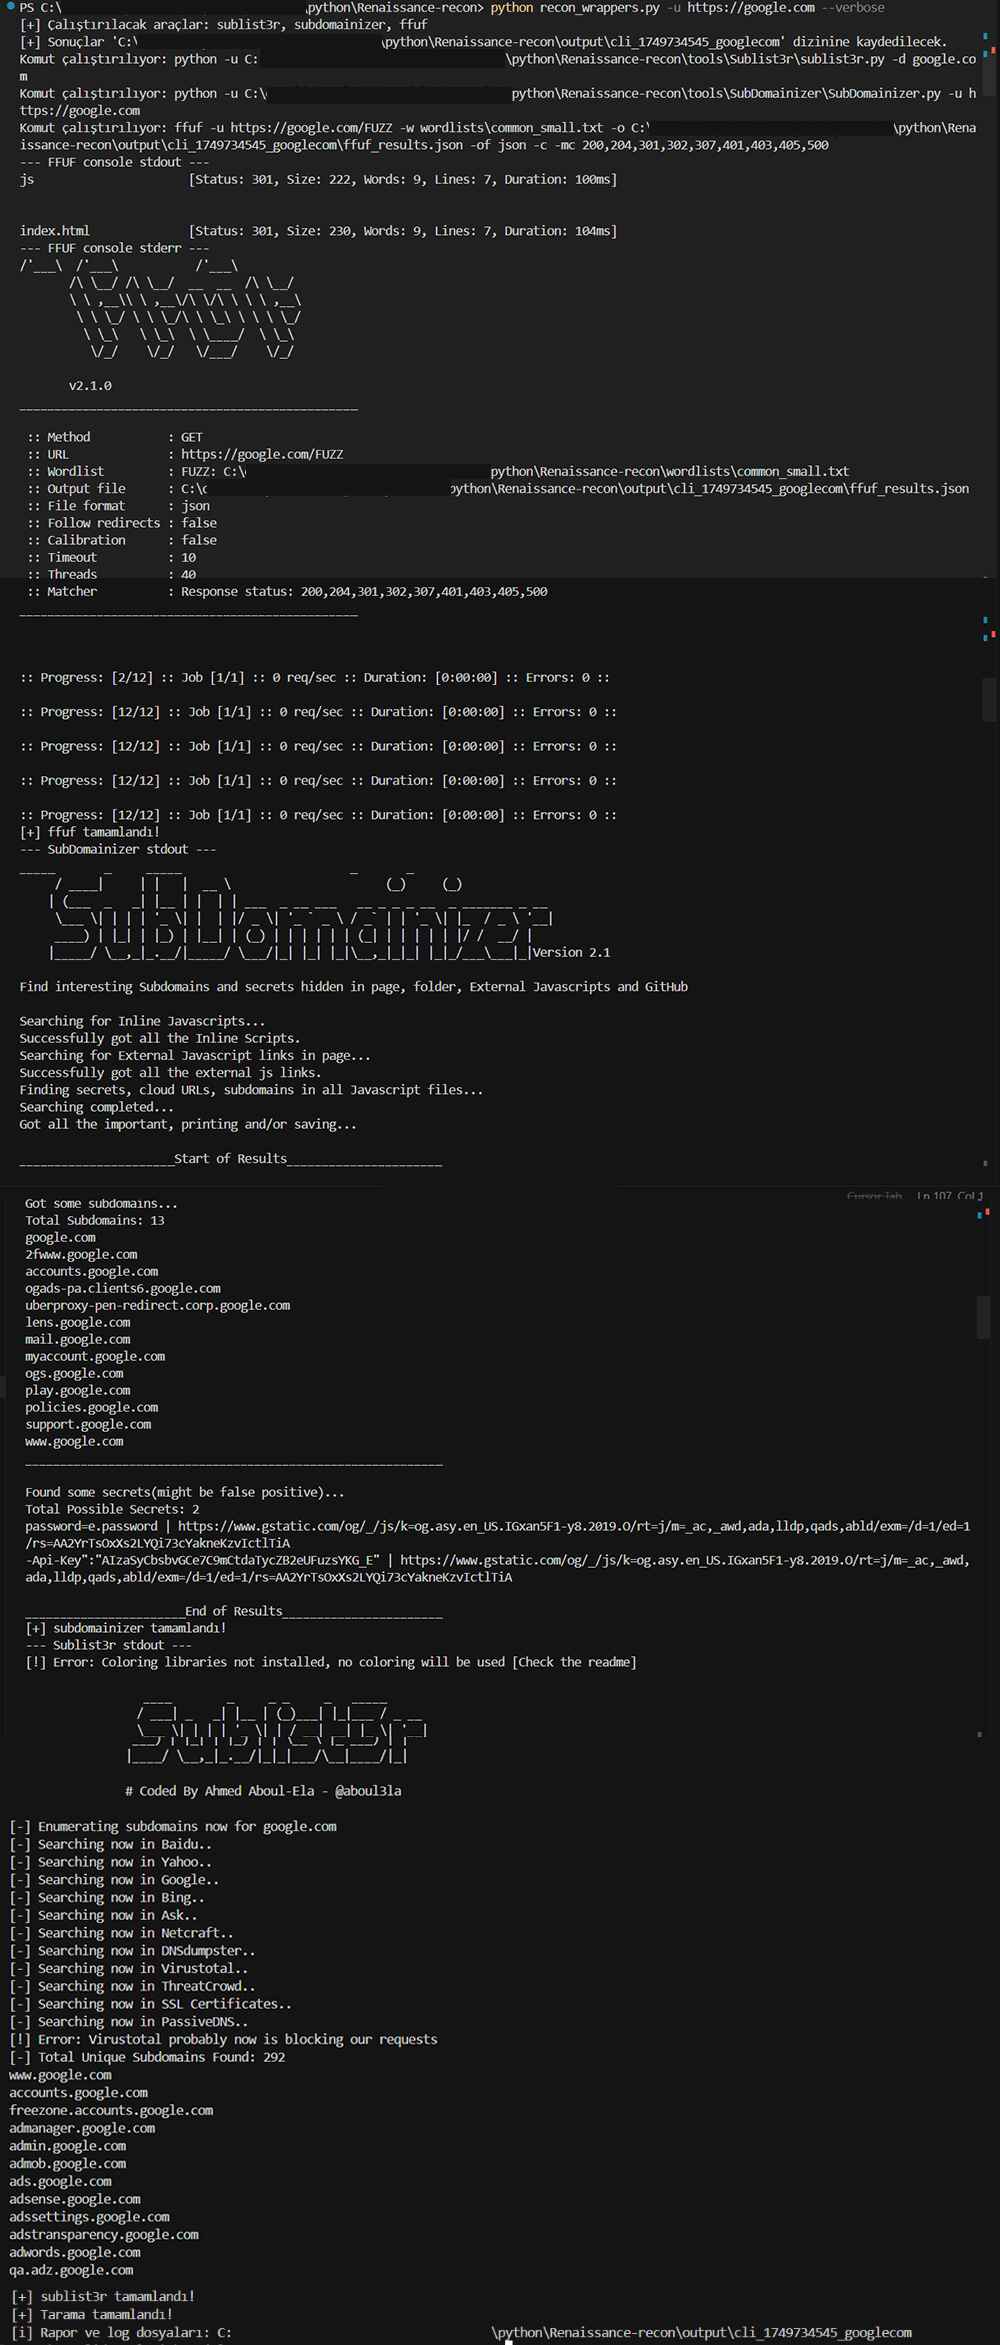 PS C:\ \python\Renaissance-recon> python recon_wrappers.py -u https://google.com --verbose
[+] Çalıştırılacak araçlar: sublist3r, subdomainizer, ffuf
[+] Sonuçlar 'C:\ \python\Renaissance-recon\output\cli_1749734545_googlecom' dizinine kaydedilecek.
Komut çalıştırılıyor: python -u C: \python\Renaissance-recon\tools\Sublist3r\sublist3r.py -d google.co
m
Komut çalıştırılıyor: python -u C:\ python\Renaissance-recon\tools\SubDomainizer\SubDomainizer.py -u h
ttps://google.com
Komut çalıştırılıyor: ffuf -u https://google.com/FUZZ -w wordlists\common_small.txt -o C:\ \python\Rena
issance-recon\output\cli_1749734545_googlecom\ffuf_results.json -of json -c -mc 200,204,301,302,307,401,403,405,500
--- FFUF console stdout ---
js [Status: 301, Size: 222, Words: 9, Lines: 7, Duration: 100ms]
index.html [Status: 301, Size: 230, Words: 9, Lines: 7, Duration: 104ms]
--- FFUF console stderr ---
v2.1.0
________________________________________________
:: Method : GET
:: URL : https://google.com/FUZZ
:: Wordlist : FUZZ: C:\ python\Renaissance-recon\wordlists\common_small.txt
:: Output file : C:\ python\Renaissance-recon\output\cli_1749734545_googlecom\ffuf_results.json
:: File format : json
:: Follow redirects : false
:: Calibration : false
:: Timeout : 10
:: Threads : 40
:: Matcher : Response status: 200,204,301,302,307,401,403,405,500
________________________________________________
:: Progress: [2/12] :: Job [1/1] :: 0 req/sec :: Duration: [0:00:00] :: Errors: 0 ::
:: Progress: [12/12] :: Job [1/1] :: 0 req/sec :: Duration: [0:00:00] :: Errors: 0 ::
:: Progress: [12/12] :: Job [1/1] :: 0 req/sec :: Duration: [0:00:00] :: Errors: 0 ::
:: Progress: [12/12] :: Job [1/1] :: 0 req/sec :: Duration: [0:00:00] :: Errors: 0 ::
:: Progress: [12/12] :: Job [1/1] :: 0 req/sec :: Duration: [0:00:00] :: Errors: 0 ::
[+] ffuf tamamlandı!
--- SubDomainizer stdout ---
SubDomainizer
Version 2.1
Find interesting Subdomains and secrets hidden in page, folder, External Javascripts and GitHub
Searching for Inline Javascripts...
Successfully got all the Inline Scripts.
Searching for External Javascript links in page...
Successfully got all the external js links.
Finding secrets, cloud URLs, subdomains in all Javascript files...
Searching completed...
Got all the important, printing and/or saving...
______________________Start of Results______________________
Cursor Tab Ln 107, Col 1
Got some subdomains...
Total Subdomains: 13
google.com
2fwww.google.com
accounts.google.com
ogads-pa.clients6.google.com
uberproxy-pen-redirect.corp.google.com
lens.google.com
mail.google.com
myaccount.google.com
ogs.google.com
play.google.com
policies.google.com
support.google.com
www.google.com
____________________________________________________________
Found some secrets(might be false positive)...
Total Possible Secrets: 2
password=e.password | https://www.gstatic.com/og/_/js/k=og.asy.en_US.IGxan5F1-y8.2019.O/rt=j/m=_ac,_awd,ada,lldp,qads,abld/exm=/d=1/ed=1
/rs=AA2YrTsOxXs2LYQi73cYakneKzvIctlTiA
-Api-Key":"AIzaSyCbsbvGCe7C9mCtdaTycZB2eUFuzsYKG_E" | https://www.gstatic.com/og/_/js/k=og.asy.en_US.IGxan5F1-y8.2019.O/rt=j/m=_ac,_awd,
ada,lldp,qads,abld/exm=/d=1/ed=1/rs=AA2YrTsOxXs2LYQi73cYakneKzvIctlTiA
_______________________End of Results_______________________
[+] subdomainizer tamamlandı!
--- Sublist3r stdout ---
[!] Error: Coloring libraries not installed, no coloring will be used [Check the readme]
Sublist3r
# Coded By Ahmed Aboul-Ela - @aboul3la
[-] Enumerating subdomains now for google.com
[-] Searching now in Baidu..
[-] Searching now in Yahoo..
[-] Searching now in Google..
[-] Searching now in Bing..
[-] Searching now in Ask..
[-] Searching now in Netcraft..
[-] Searching now in DNSdumpster..
[-] Searching now in Virustotal..
[-] Searching now in ThreatCrowd..
[-] Searching now in SSL Certificates..
[-] Searching now in PassiveDNS..
[!] Error: Virustotal probably now is blocking our requests
[-] Total Unique Subdomains Found: 292
www.google.com
accounts.google.com
freezone.accounts.google.com
admanager.google.com
admin.google.com
admob.google.com
ads.google.com
adsense.google.com
adssettings.google.com
adstransparency.google.com
adwords.google.com
qa.adz.google.com
[+] sublist3r tamamlandı!
[+] Tarama tamamlandı!
[i] Rapor ve log dosyaları: C: \python\Renaissance-recon\output\cli_1749734545_googlecom